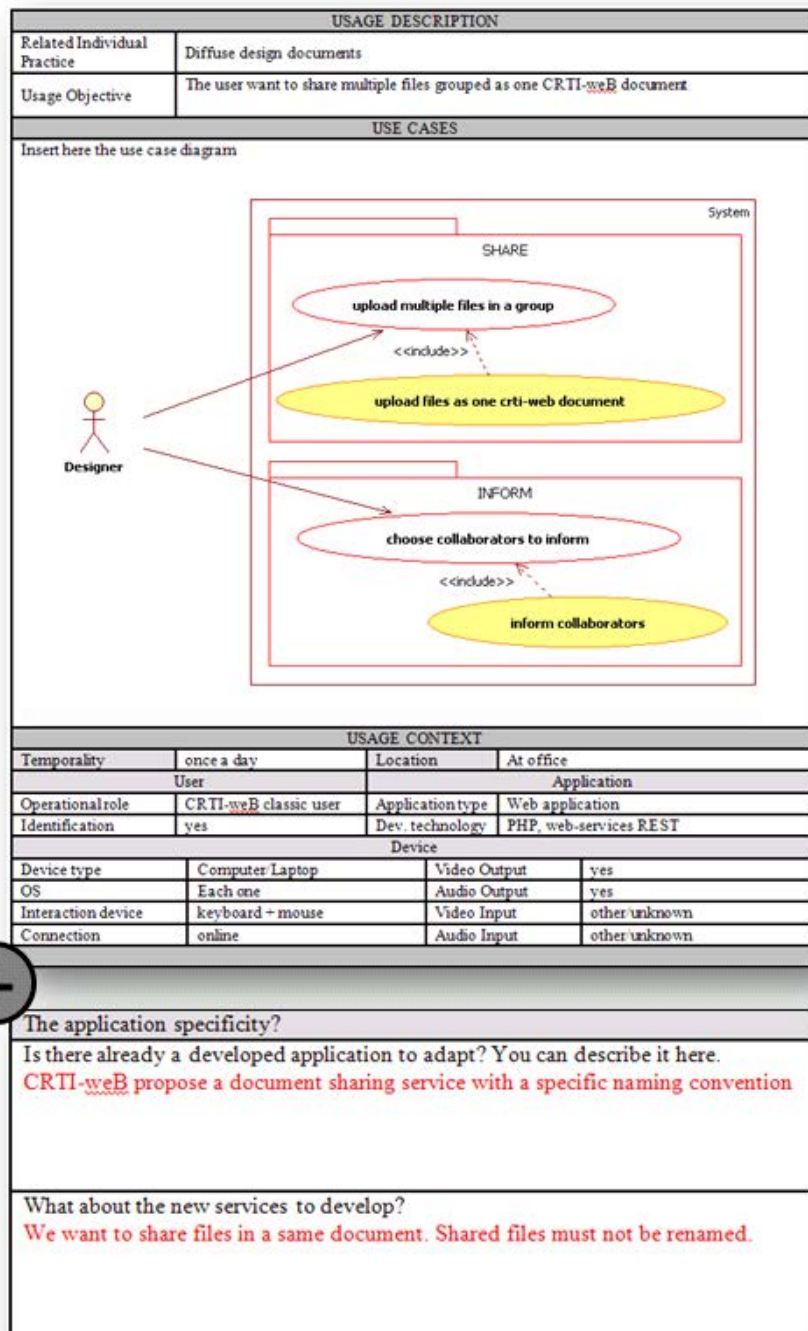 USAGE DESCRIPTION
Related Individual Practice Diffuse design documents
Usage Objective The user want to share multiple files grouped as one CRTI-weB document
USE CASES
Insert here the use case diagram
System
SHARE
upload multiple files in a group
<<include>>
upload files as one crti-web document
Designer
INFORM
choose collaborators to inform
<<include>>
inform collaborators
USAGE CONTEXT
Temporality once a day Location At office
User Application
Operational role CRTI-weB classic user Application type Web application
Identification yes Dev. technology PHP, web-services REST
Device
Device type Computer/Laptop Video Output yes
OS Each one Audio Output yes
Interaction device keyboard + mouse Video Input other/unknown
Connection online Audio Input other/unknown
The application specificity?
Is there already a developed application to adapt? You can describe it here.
CRTI-weB propose a document sharing service with a specific naming convention
What about the new services to develop?
We want to share files in a same document. Shared files must not be renamed.